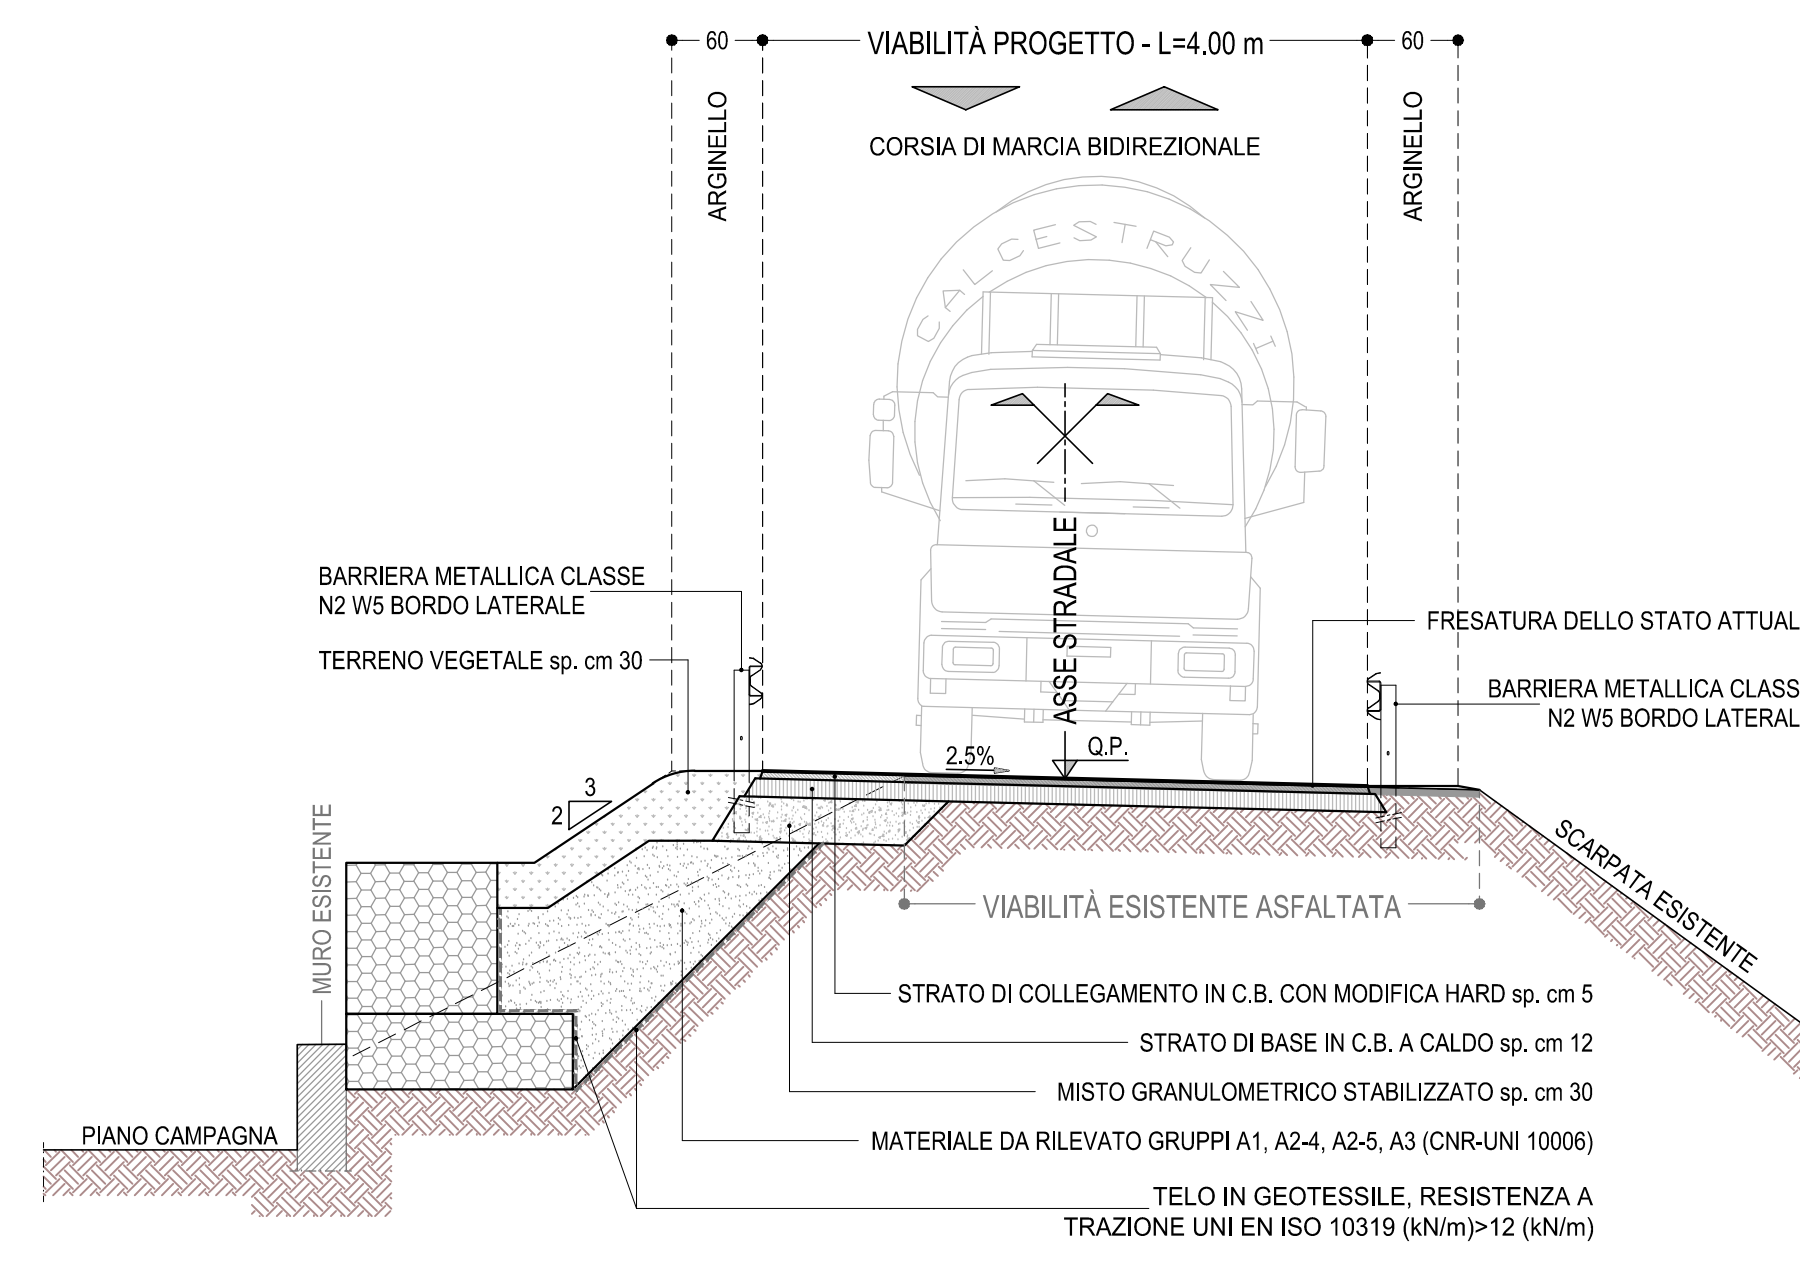 60
VIABILITÀ PROGETTO - L=4.00 m
60
ARGINELLO
ARGINELLO
CORSIA DI MARCIA BIDIREZIONALE
CALCESTRUZZI
ASSE STRADALE
BARRIERA METALLICA CLASSE
N2 W5 BORDO LATERALE
TERRENO VEGETALE sp. cm 30
FRESATURA DELLO STATO ATTUAL
BARRIERA METALLICA CLASS
N2 W5 BORDO LATERAL
2.5%
Q.P.
3
2
MURO ESISTENTE
SCARPATA ESISTENTE
VIABILITÀ ESISTENTE ASFALTATA
STRATO DI COLLEGAMENTO IN C.B. CON MODIFICA HARD sp. cm 5
STRATO DI BASE IN C.B. A CALDO sp. cm 12
MISTO GRANULOMETRICO STABILIZZATO sp. cm 30
PIANO CAMPAGNA
MATERIALE DA RILEVATO GRUPPI A1, A2-4, A2-5, A3 (CNR-UNI 10006)
TELO IN GEOTESSILE, RESISTENZA A
TRAZIONE UNI EN ISO 10319 (kN/m)>12 (kN/m)